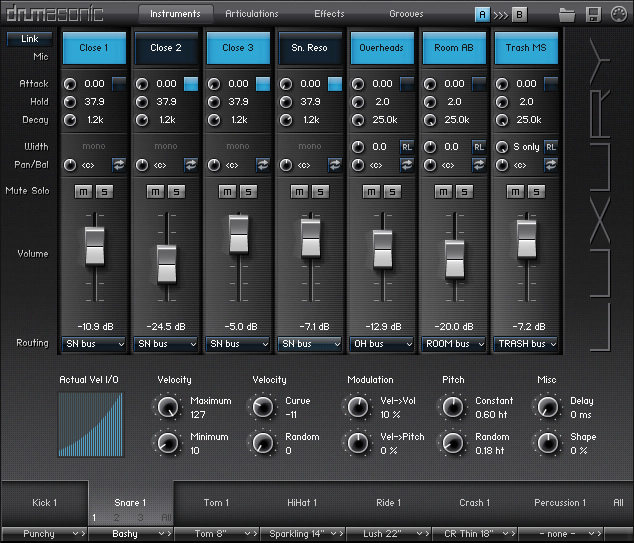 drumasonic Instruments Articulations Effects Grooves A >>> B
Link Close 1 Close 2 Close 3 Sn. Reso Overheads Room AB Trash MS
Mic
Attack 0.00 0.00 0.00 0.00 0.00 0.00 0.00
Hold 37.9 37.9 37.9 37.9 2.0 2.0 2.0
Decay 1.2k 1.2k 1.2k 1.2k 25.0k 25.0k 25.0k
Width mono mono mono mono 0.0 RL 0.0 RL S only RL
Pan/Bal <c> <c> <c> <c> <c> <c> <c>
Mute Solo m S m S m S m S m S m S m S
Volume
-10.9 dB -24.5 dB -5.0 dB -7.1 dB -12.9 dB -20.0 dB -7.2 dB
Routing SN bus SN bus SN bus SN bus OH bus ROOM bus TRASH bus
LUXURY
Actual Vel I/O Velocity Velocity Modulation Pitch Misc
Maximum Curve Vel->Vol Constant Delay
127 -11 10 % 0.60 ht 0 ms
Minimum Random Vel->Pitch Random Shape
10 0 0 % 0.18 ht 0 %
Kick 1 Snare 1 Tom 1 HiHat 1 Ride 1 Crash 1 Percussion 1 All
1 2 3 All
Punchy Bashy Tom 8" Sparkling 14" Lush 22" CR Thin 18" - none -